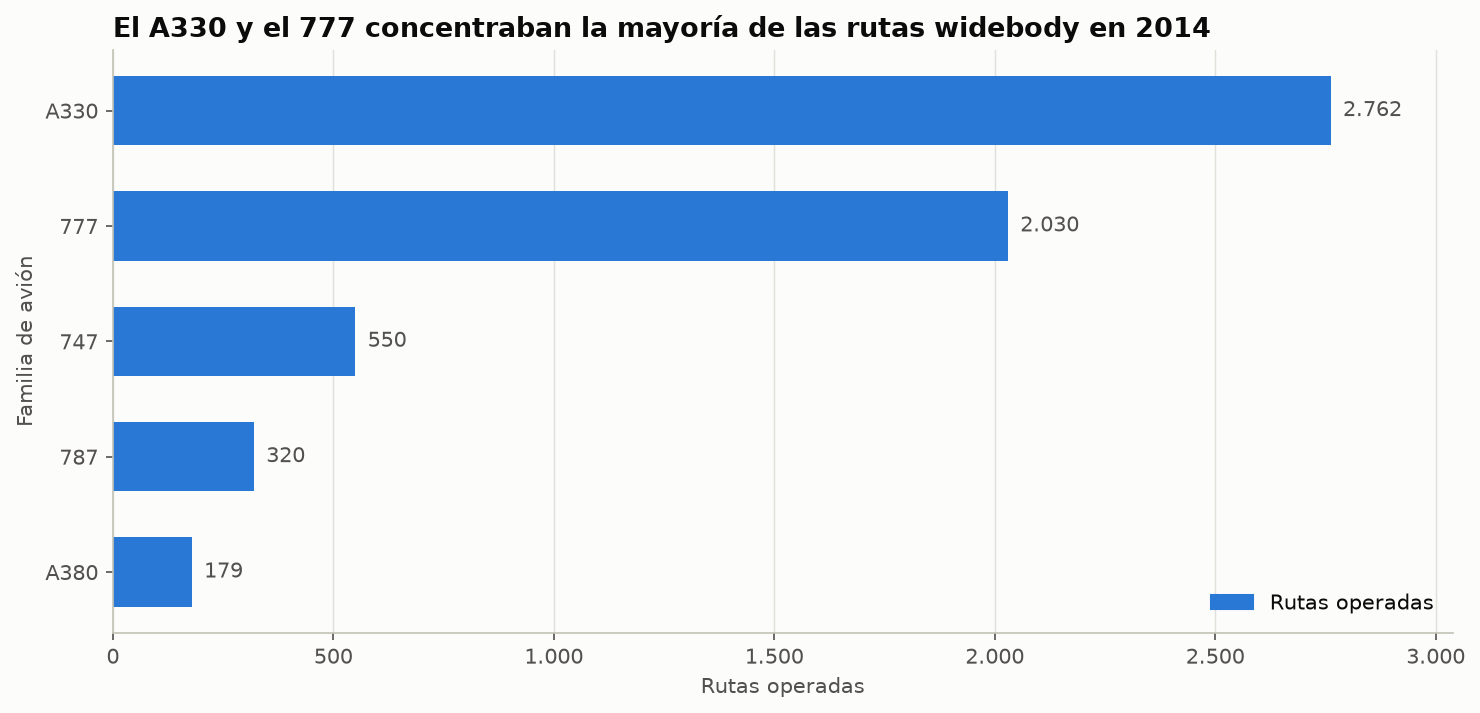 El A330 y el 777 concentraban la mayoría de las rutas widebody en 2014
Familia de avión
A330
2.762
777
2.030
747
550
787
320
A380
179
Rutas operadas
0
500
1.000
1.500
2.000
2.500
3.000
Rutas operadas